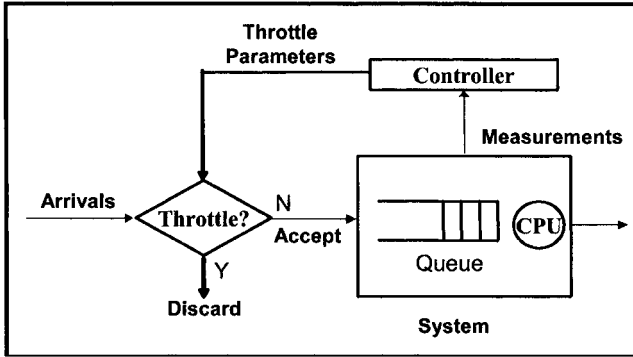 Throttle
Parameters
Controller
Measurements
Arrivals
Throttle?
N
Accept
CPU
Queue
Y
Discard
System